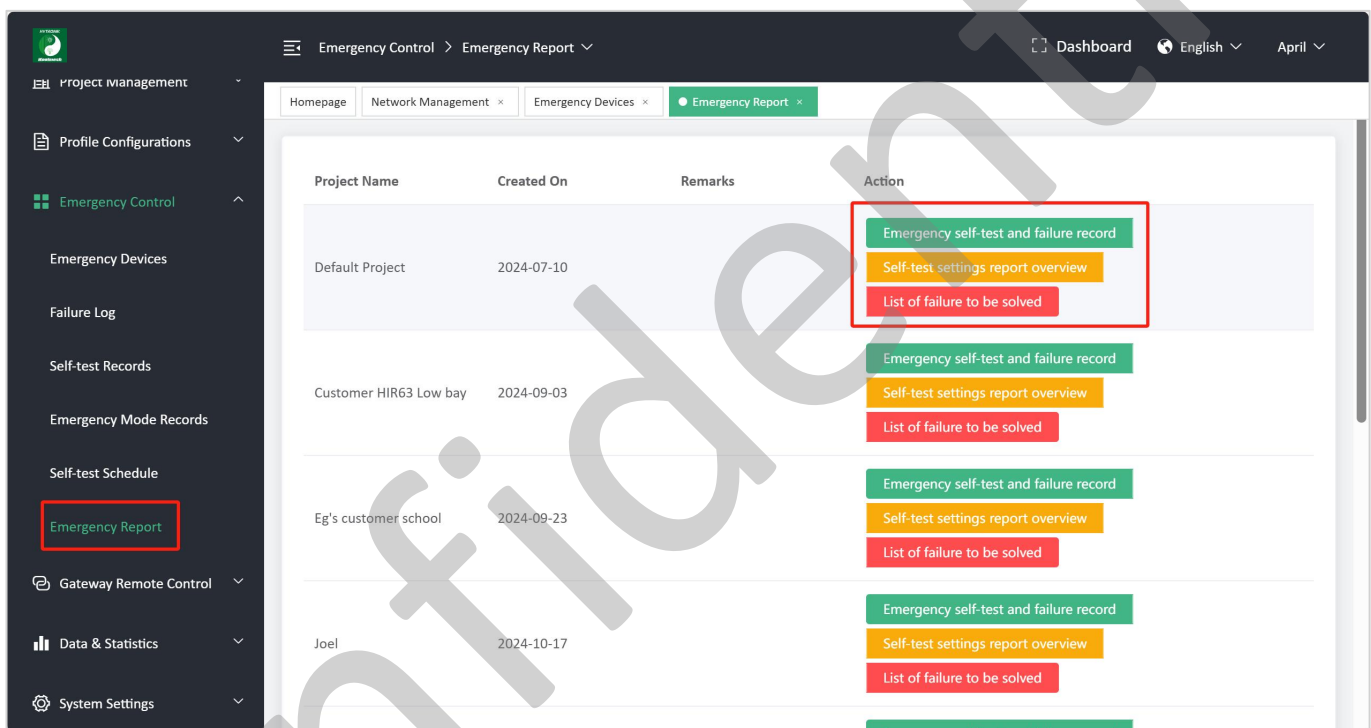 HYTRONIK
Emergency Control > Emergency Report
Dashboard
English
April
Project Management
Homepage
Network Management ×
Emergency Devices ×
Emergency Report ×
Profile Configurations
Emergency Control
Emergency Devices
Failure Log
Self-test Records
Emergency Mode Records
Self-test Schedule
Emergency Report
Gateway Remote Control
Data & Statistics
System Settings
Project Name Created On Remarks Action
Default Project 2024-07-10
Emergency self-test and failure record
Self-test settings report overview
List of failure to be solved
Customer HIR63 Low bay 2024-09-03
Emergency self-test and failure record
Self-test settings report overview
List of failure to be solved
Eg's customer school 2024-09-23
Emergency self-test and failure record
Self-test settings report overview
List of failure to be solved
Joel 2024-10-17
Emergency self-test and failure record
Self-test settings report overview
List of failure to be solved